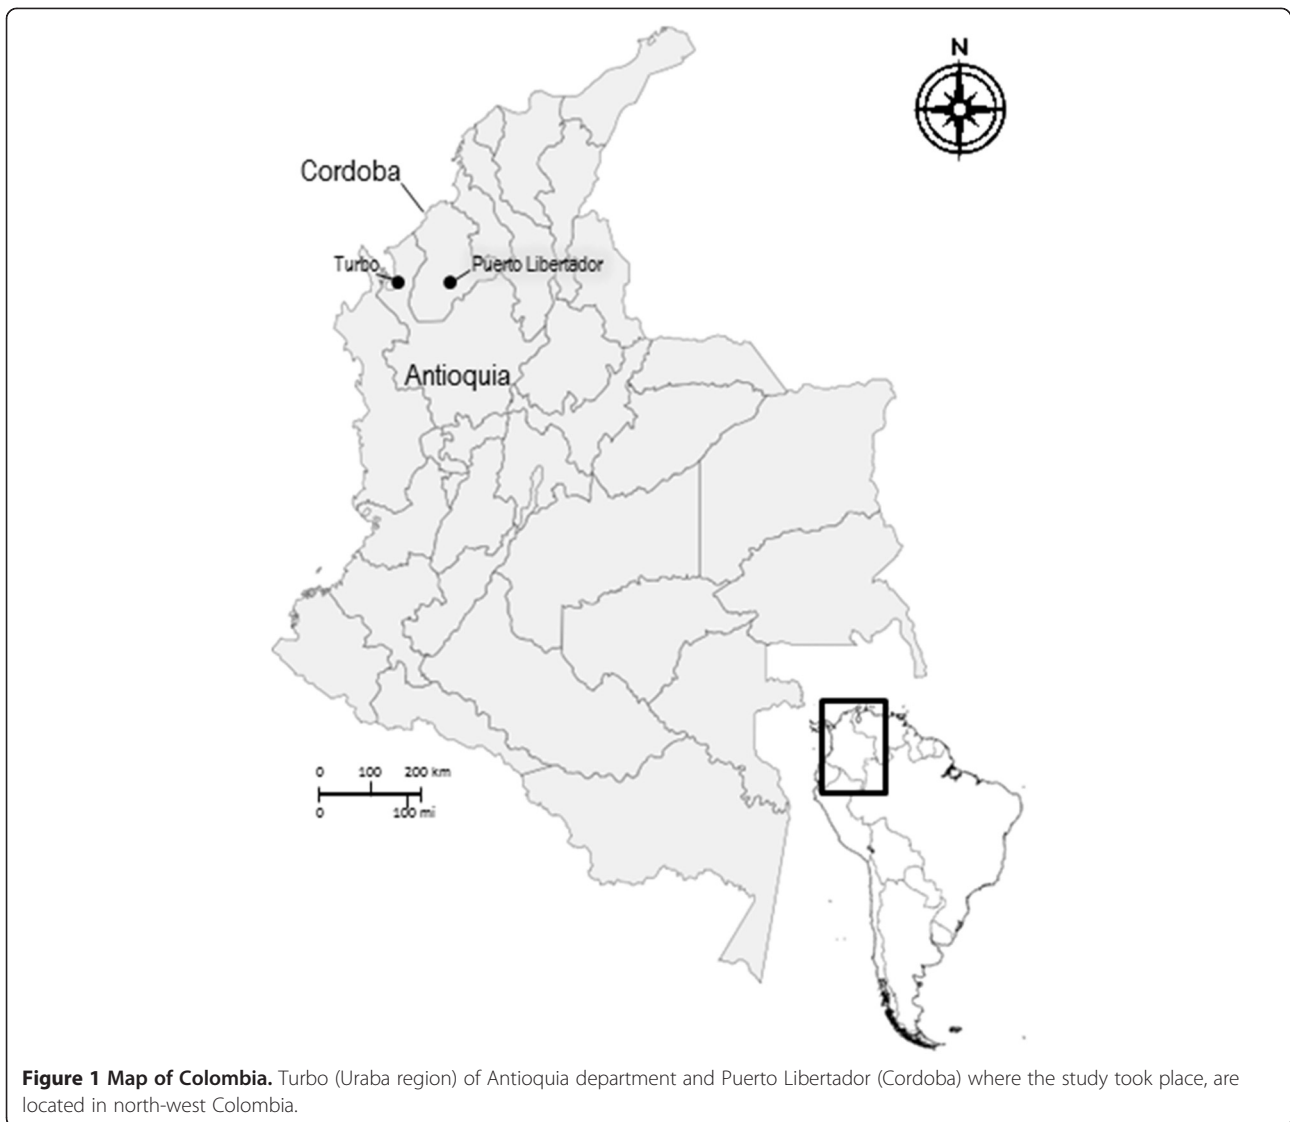 N
Cordoba
Turbo
Puerto Libertador
Antioquia
0 100 200 km
0 100 mi
Figure 1 Map of Colombia. Turbo (Uraba region) of Antioquia department and Puerto Libertador (Cordoba) where the study took place, are
located in north-west Colombia.